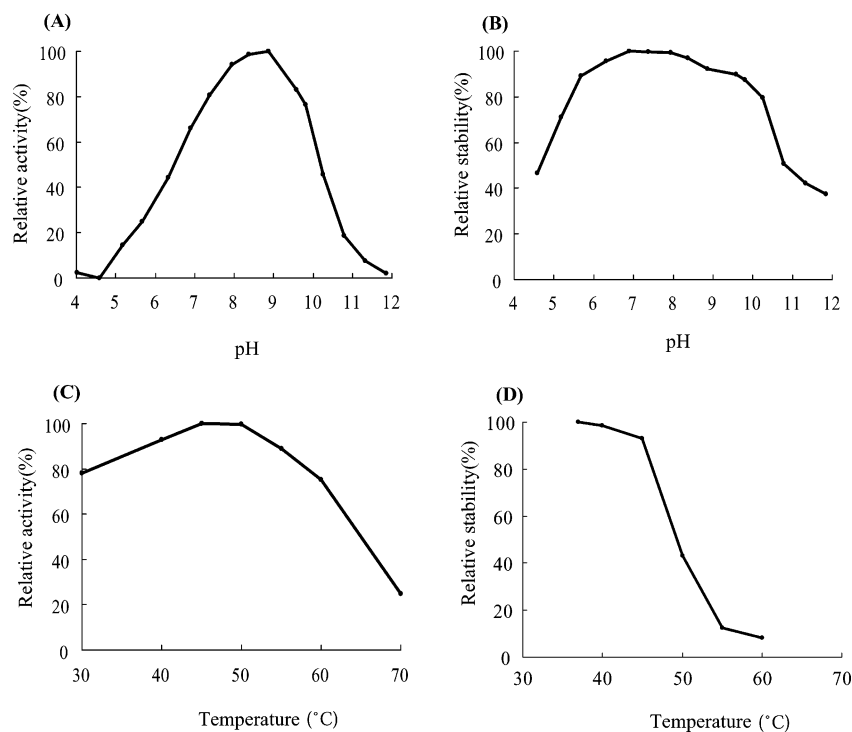 (A)
100
80
60
40
20
0
Relative activity(%)
4 5 6 7 8 9 10 11 12
pH
(B)
100
80
60
40
20
0
Relative stability(%)
4 5 6 7 8 9 10 11 12
pH
(C)
100
80
60
40
20
0
Relative activity(%)
30 40 50 60 70
Temperature (°C)
(D)
100
80
60
40
20
0
Relative stability(%)
30 40 50 60 70
Temperature (°C)